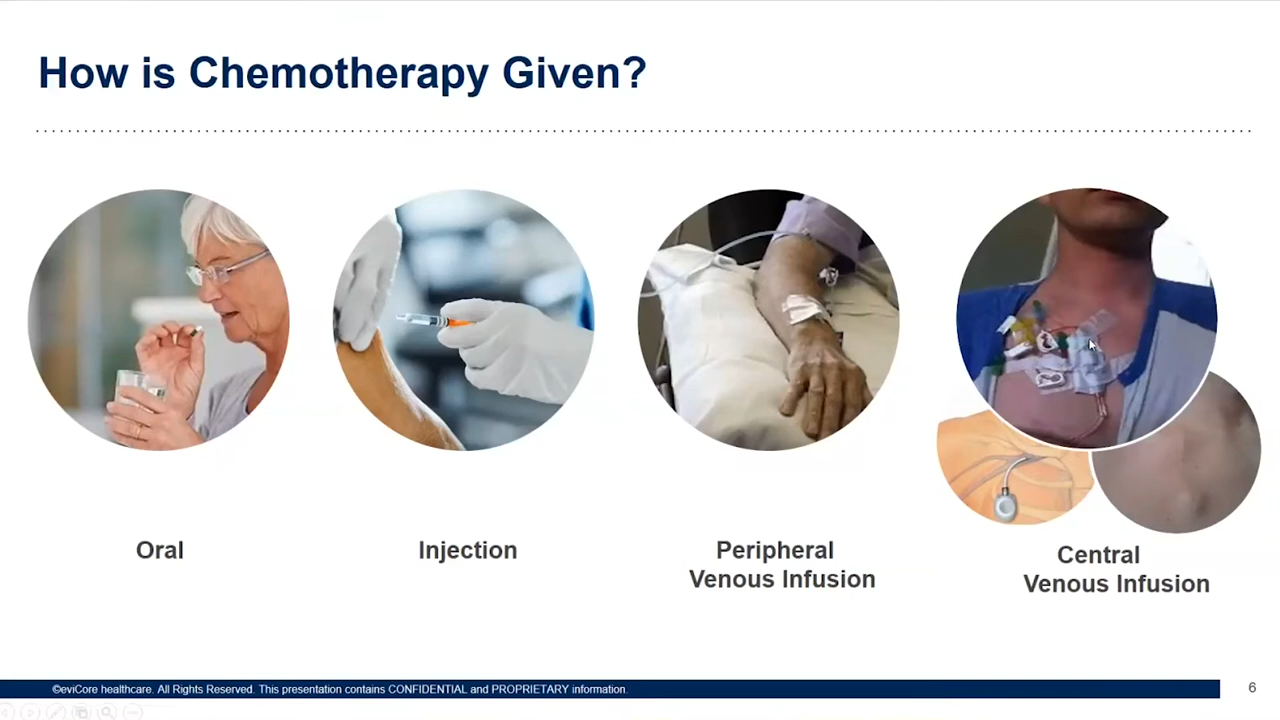 How is Chemotherapy Given?
Oral
Injection
Peripheral
Venous Infusion
Central
Venous Infusion
©eviCore healthcare. All Rights Reserved. This presentation contains CONFIDENTIAL and PROPRIETARY information.
6